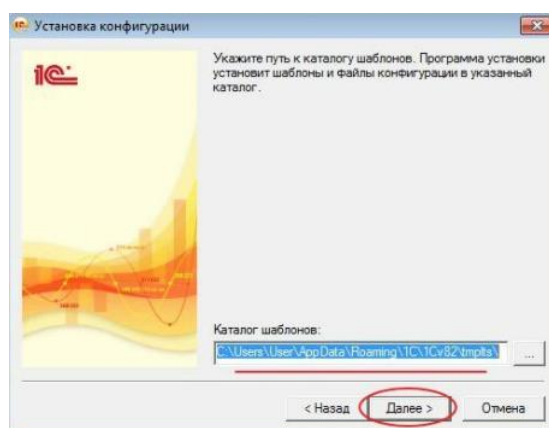 Установка конфигурации
1С
Укажите путь к каталогу шаблонов. Программа установки
установит шаблоны и файлы конфигурации в указанный
каталог.
Каталог шаблонов:
C:\Users\User\AppData\Roaming\1C\1Cv82\tmplts\
...
< Назад
Далее >
Отмена